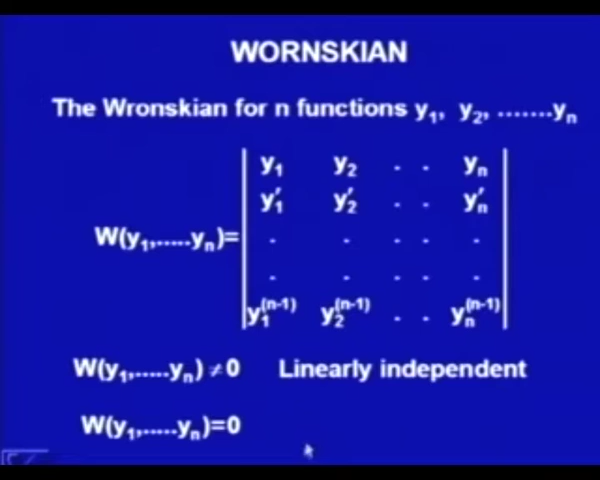 WORNSKIAN
The Wronskian for n functions y₁, y₂, .......yₙ
y₁ y₂ . . yₙ
y₁′ y₂′ . . yₙ′
W(y₁,.....yₙ)=
. . . . .
. . . . .
y₁⁽ⁿ⁻¹⁾ y₂⁽ⁿ⁻¹⁾ . . yₙ⁽ⁿ⁻¹⁾
W(y₁,.....yₙ) ≠0 Linearly independent
W(y₁,.....yₙ)=0